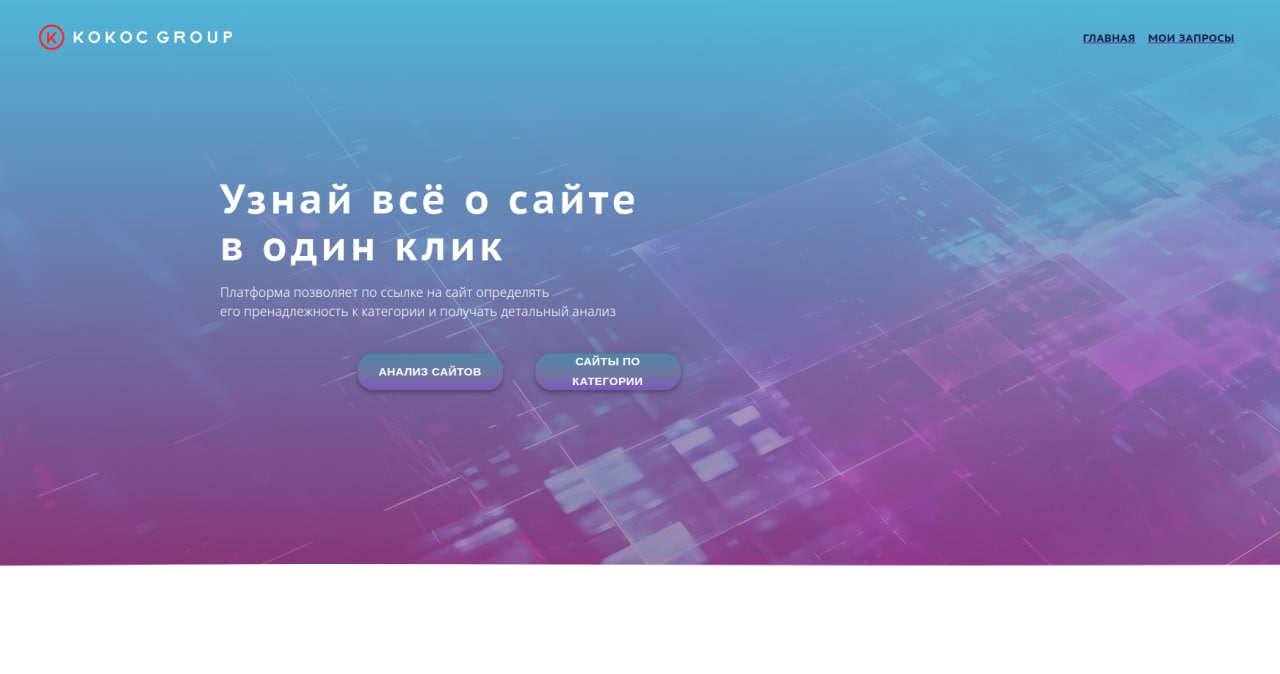 KOKOC GROUP
ГЛАВНАЯ МОИ ЗАПРОСЫ
Узнай всё о сайте
в один клик
Платформа позволяет по ссылке на сайт определять
его пренадлежность к категории и получать детальный анализ
АНАЛИЗ САЙТОВ
САЙТЫ ПО
КАТЕГОРИИ